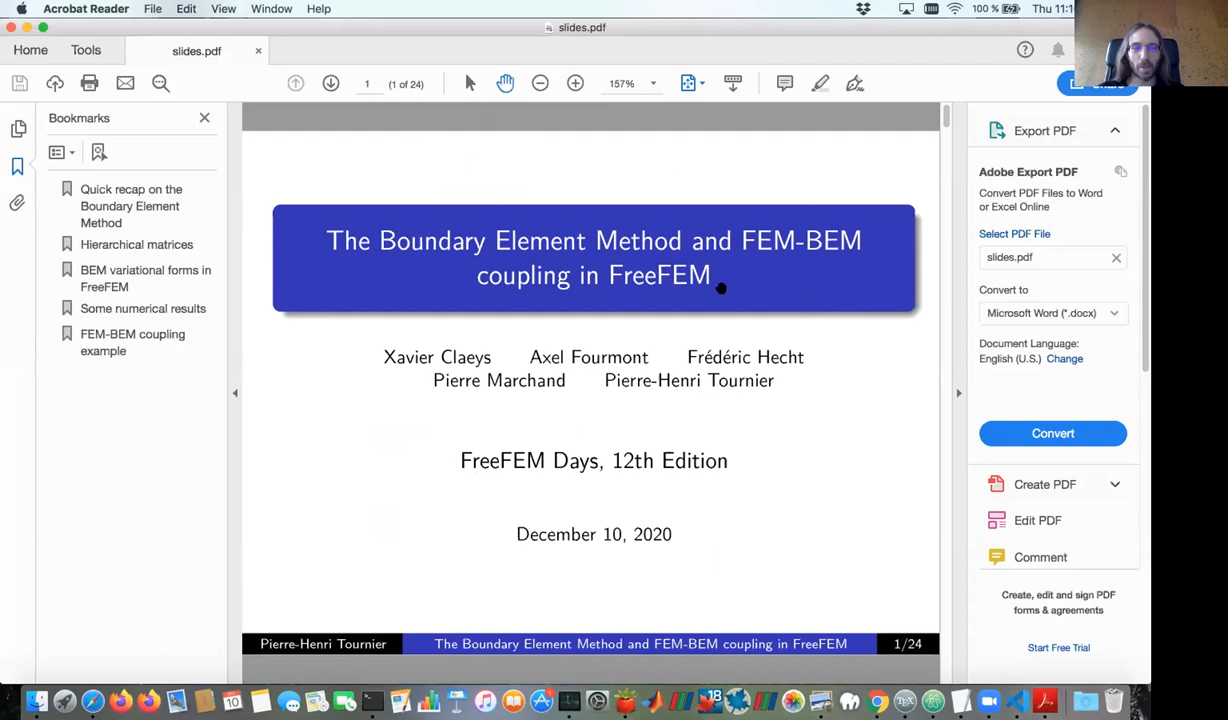 Acrobat Reader File Edit View Window Help 100 % Thu 11:1
slides.pdf
Home Tools slides.pdf
1 (1 of 24) 157%
Bookmarks
Quick recap on the
Boundary Element
Method
Hierarchical matrices
BEM variational forms in
FreeFEM
Some numerical results
FEM-BEM coupling
example
The Boundary Element Method and FEM-BEM
coupling in FreeFEM
Xavier Claeys Axel Fourmont Frédéric Hecht
Pierre Marchand Pierre-Henri Tournier
FreeFEM Days, 12th Edition
December 10, 2020
Pierre-Henri Tournier The Boundary Element Method and FEM-BEM coupling in FreeFEM 1/24
Export PDF
Adobe Export PDF
Convert PDF Files to Word
or Excel Online
Select PDF File
slides.pdf
Convert to
Microsoft Word (*.docx)
Document Language:
English (U.S.) Change
Convert
Create PDF
Edit PDF
Comment
Create, edit and sign PDF
forms & agreements
Start Free Trial
10
18